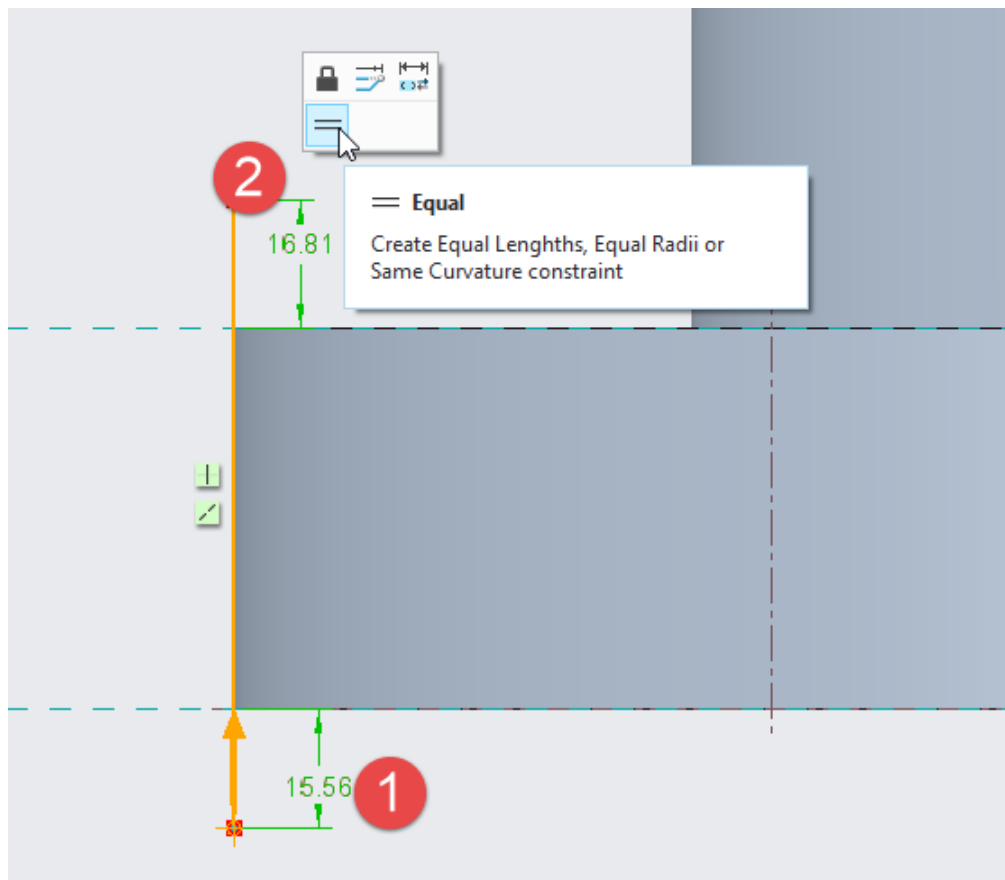 2
16.81
= Equal
Create Equal Lenghths, Equal Radii or
Same Curvature constraint
15.56
1